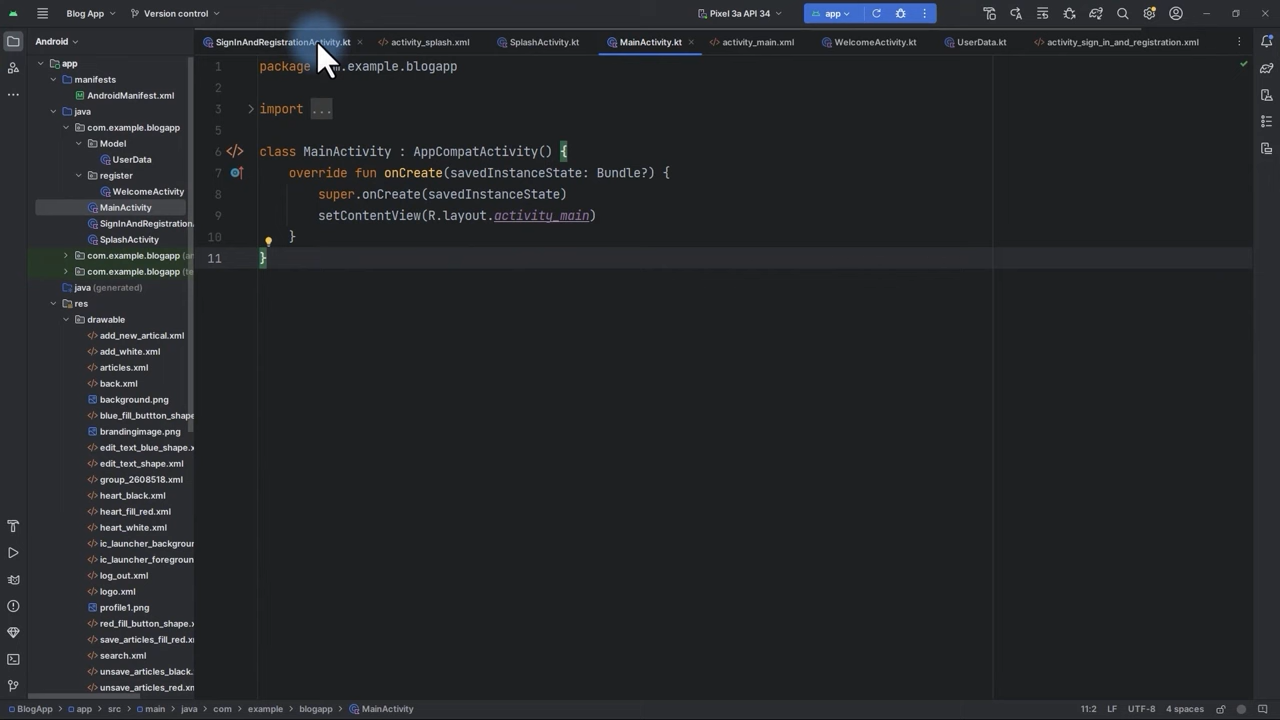 Blog App
Version control
Pixel 3a API 34
app
Android
SignInAndRegistrationActivity.kt
activity_splash.xml
SplashActivity.kt
MainActivity.kt
activity_main.xml
WelcomeActivity.kt
UserData.kt
activity_sign_in_and_registration.xml
app
manifests
AndroidManifest.xml
java
com.example.blogapp
Model
UserData
register
WelcomeActivity
MainActivity
SignInAndRegistration
SplashActivity
com.example.blogapp (
com.example.blogapp (
java (generated)
res
drawable
add_new_artical.xml
add_white.xml
articles.xml
back.xml
background.png
blue_fill_buttton_shape
brandingimage.png
edit_text_blue_shape.x
edit_text_shape.xml
group_2608518.xml
heart_black.xml
heart_fill_red.xml
heart_white.xml
ic_launcher_backgroun
ic_launcher_foreground
log_out.xml
logo.xml
profile1.png
red_fill_button_shape.
save_articles_fill_red.x
search.xml
unsave_articles_black.
unsave_articles_red.xm
1 package .example.blogapp
2
3 import ...
5
6 class MainActivity : AppCompatActivity() {
7 override fun onCreate(savedInstanceState: Bundle?) {
8 super.onCreate(savedInstanceState)
9 setContentView(R.layout.activity_main)
10 }
11 }
BlogApp > app > src > main > java > com > example > blogapp > MainActivity
11:2 LF UTF-8 4 spaces